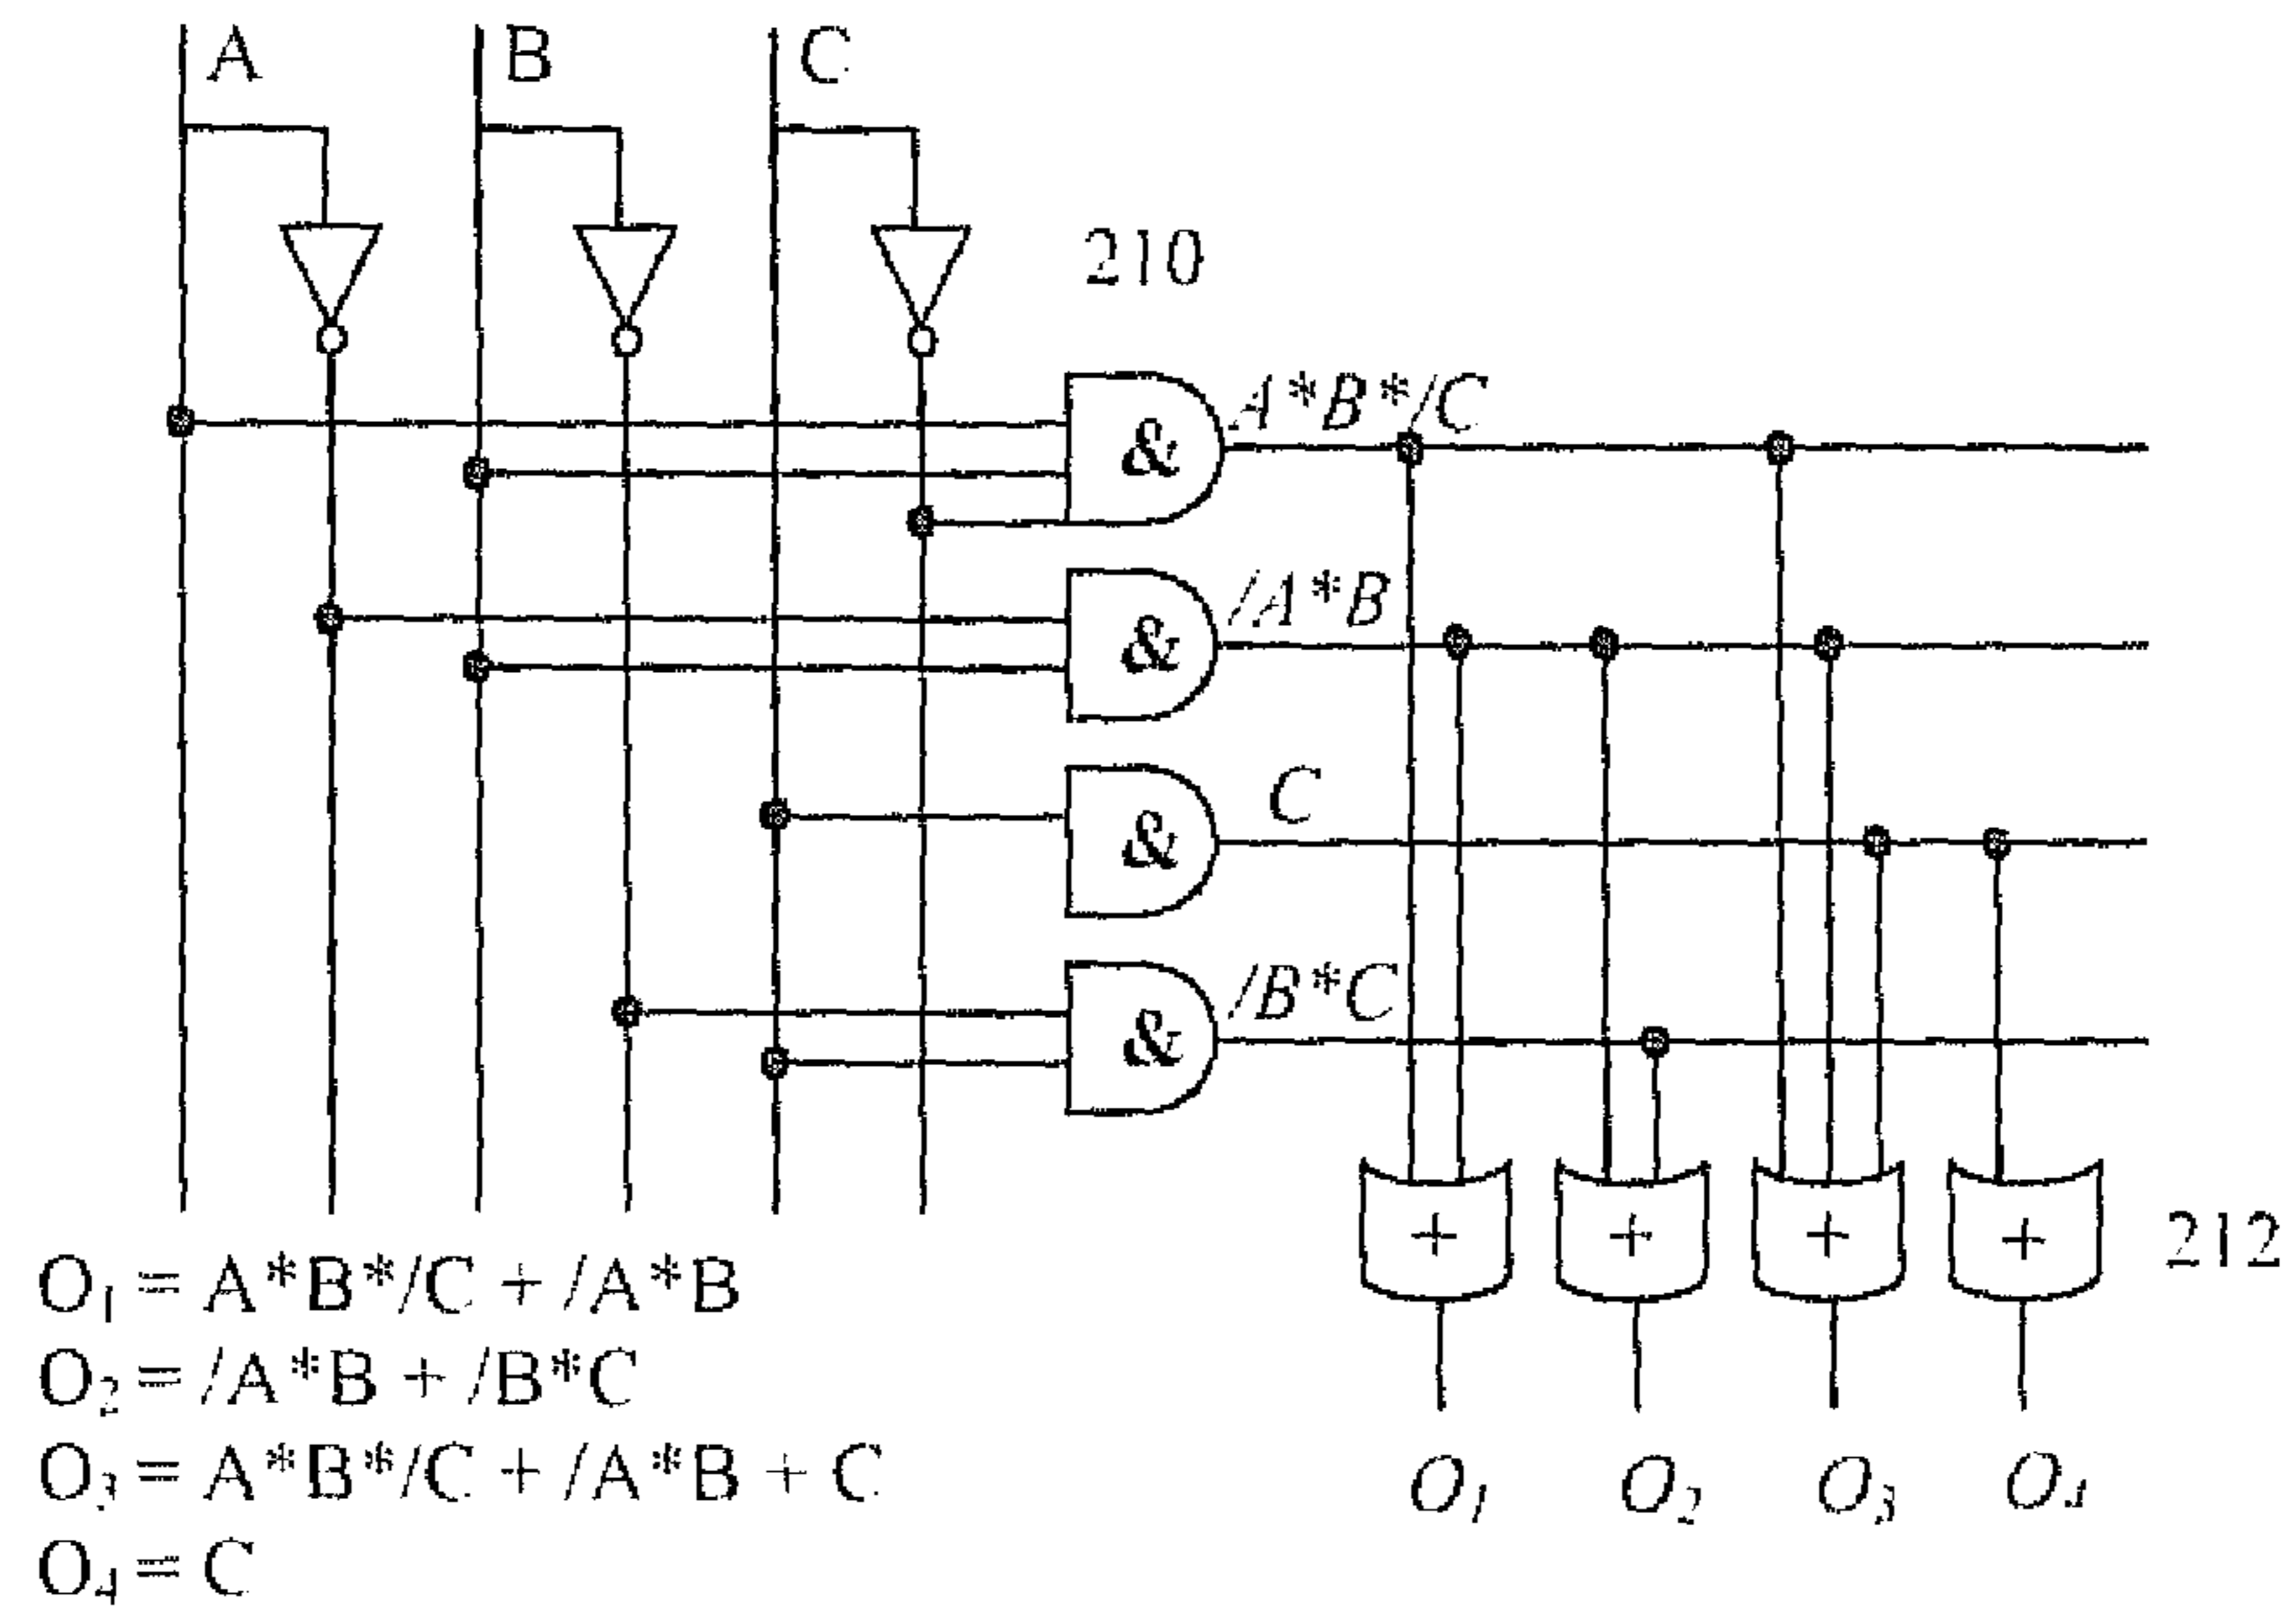 A B C
210
A*B*/C
&
/A*B
&
C
&
/B*C
&
+ + + + 212
O₁ = A*B*/C + /A*B
O₂ = /A*B + /B*C
O₃ = A*B*/C + /A*B + C
O₄ = C
O₁ O₂ O₃ O₄